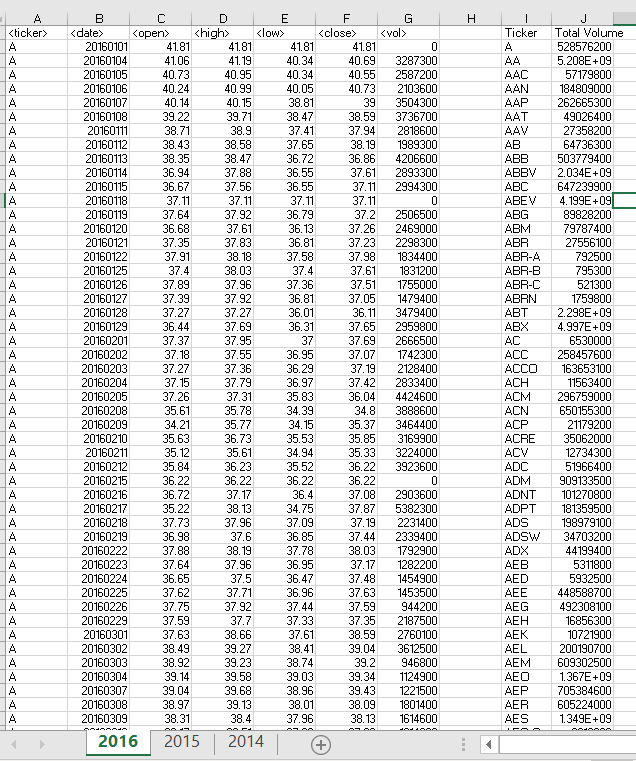 A B C D E F G H I J
<ticker> <date> <open> <high> <low> <close> <vol> Ticker Total Volume
A 20160101 41.81 41.81 41.81 41.81 0 A 528576200
A 20160104 41.06 41.19 40.34 40.69 3287300 AA 5.208E+09
A 20160105 40.73 40.95 40.34 40.55 2587200 AAC 57179800
A 20160106 40.24 40.99 40.05 40.73 2103600 AAN 184809000
A 20160107 40.14 40.15 38.81 39 3504300 AAP 262665300
A 20160108 39.22 39.71 38.47 38.59 3736700 AAT 49026400
A 20160111 38.71 38.9 37.41 37.94 2818600 AAV 27358200
A 20160112 38.43 38.58 37.65 38.19 1989300 AB 64736300
A 20160113 38.35 38.47 36.72 36.86 4206600 ABB 503779400
A 20160114 36.94 37.88 36.55 37.61 2893300 ABBV 2.034E+09
A 20160115 36.67 37.56 36.55 37.11 2994300 ABC 647239900
A 20160118 37.11 37.11 37.11 37.11 0 ABEV 4.199E+09
A 20160119 37.64 37.92 36.79 37.2 2506500 ABG 89828200
A 20160120 36.68 37.61 36.13 37.26 2469000 ABM 79787400
A 20160121 37.35 37.83 36.81 37.23 2298300 ABR 27556100
A 20160122 37.91 38.18 37.58 37.98 1834400 ABR-A 792500
A 20160125 37.4 38.03 37.4 37.61 1831200 ABR-B 795300
A 20160126 37.89 37.96 37.36 37.51 1755000 ABR-C 521300
A 20160127 37.39 37.92 36.81 37.05 1479400 ABRN 1759800
A 20160128 37.27 37.27 36.01 36.11 3479400 ABT 2.298E+09
A 20160129 36.44 37.69 36.31 37.65 2959800 ABX 4.997E+09
A 20160201 37.37 37.95 37 37.69 2666500 AC 6530000
A 20160202 37.18 37.55 36.95 37.07 1742300 ACC 258457600
A 20160203 37.27 37.36 36.29 37.19 2128400 ACCO 163653100
A 20160204 37.15 37.79 36.97 37.42 2833400 ACH 11563400
A 20160205 37.26 37.31 35.83 36.04 4424600 ACM 296759000
A 20160208 35.61 35.78 34.39 34.8 3888600 ACN 650155300
A 20160209 34.21 35.77 34.15 35.37 3464400 ACP 21179200
A 20160210 35.63 36.73 35.53 35.85 3169900 ACRE 35062000
A 20160211 35.12 35.61 34.94 35.33 3224000 ACV 12734300
A 20160212 35.84 36.23 35.52 36.22 3923600 ADC 51966400
A 20160215 36.22 36.22 36.22 36.22 0 ADM 909133500
A 20160216 36.72 37.17 36.4 37.08 2903600 ADNT 101270800
A 20160217 35.22 38.13 34.75 37.87 5382300 ADPT 181359500
A 20160218 37.73 37.96 37.09 37.19 2231400 ADS 198979100
A 20160219 36.98 37.6 36.85 37.44 2339400 ADSW 34703200
A 20160222 37.88 38.19 37.78 38.03 1792900 ADX 44199400
A 20160223 37.64 37.96 36.95 37.17 1282200 AEB 5311800
A 20160224 36.65 37.5 36.47 37.48 1454900 AED 5932500
A 20160225 37.62 37.71 36.96 37.63 1453500 AEE 448588700
A 20160226 37.75 37.92 37.44 37.59 944200 AEG 492308100
A 20160229 37.59 37.7 37.33 37.35 2187500 AEH 16856300
A 20160301 37.63 38.66 37.61 38.59 2760100 AEK 10721900
A 20160302 38.49 39.27 38.41 39.04 3612500 AEL 200190700
A 20160303 38.92 39.23 38.74 39.2 946800 AEM 609302500
A 20160304 39.14 39.58 39.03 39.34 1124900 AEO 1.367E+09
A 20160307 39.04 39.68 38.96 39.43 1221500 AEP 705384600
A 20160308 38.97 39.13 38.01 38.09 1801400 AER 605224000
A 20160309 38.31 38.4 37.96 38.13 1614600 AES 1.349E+09
2016 2015 2014